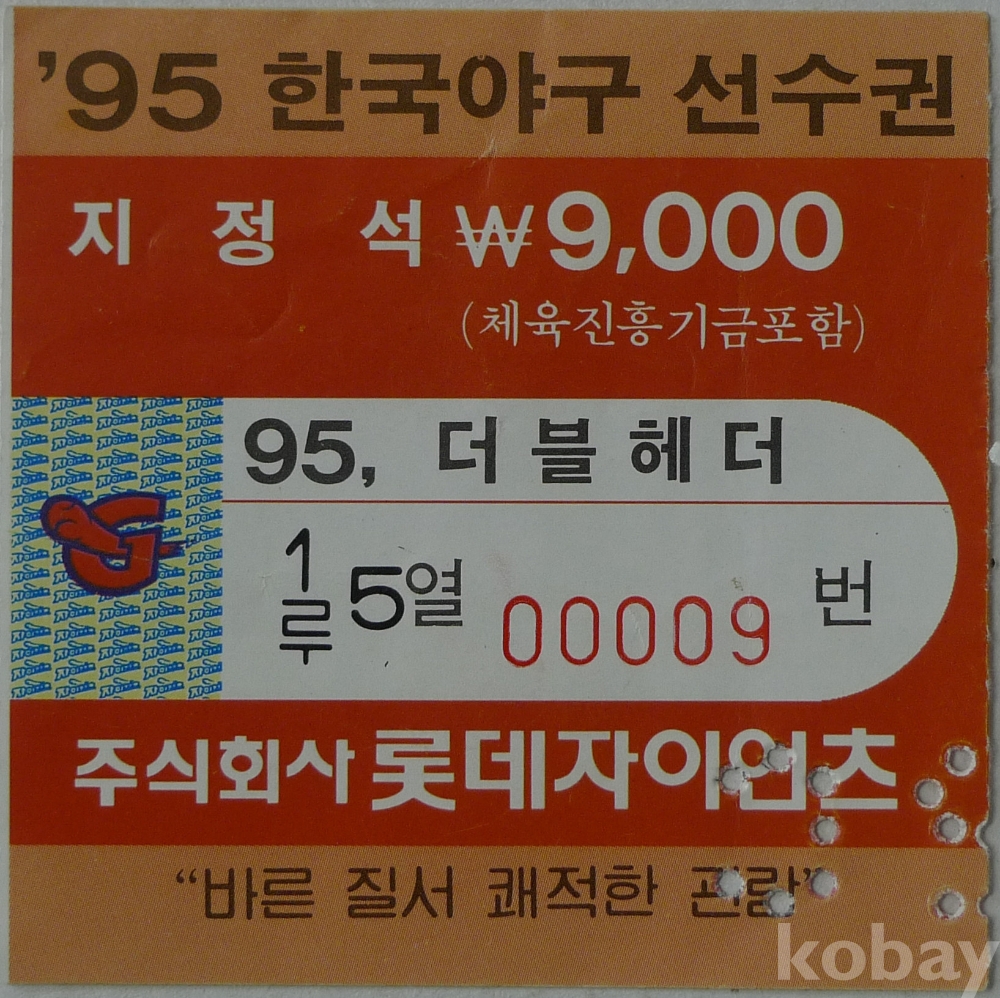 '95 한국야구 선수권
지 정 석 ₩9,000
(체육진흥기금포함)
95, 더블헤더
1루 5열 00009 번
주식회사 롯데자이언츠
“바른 질서 쾌적한 관람”
kobay